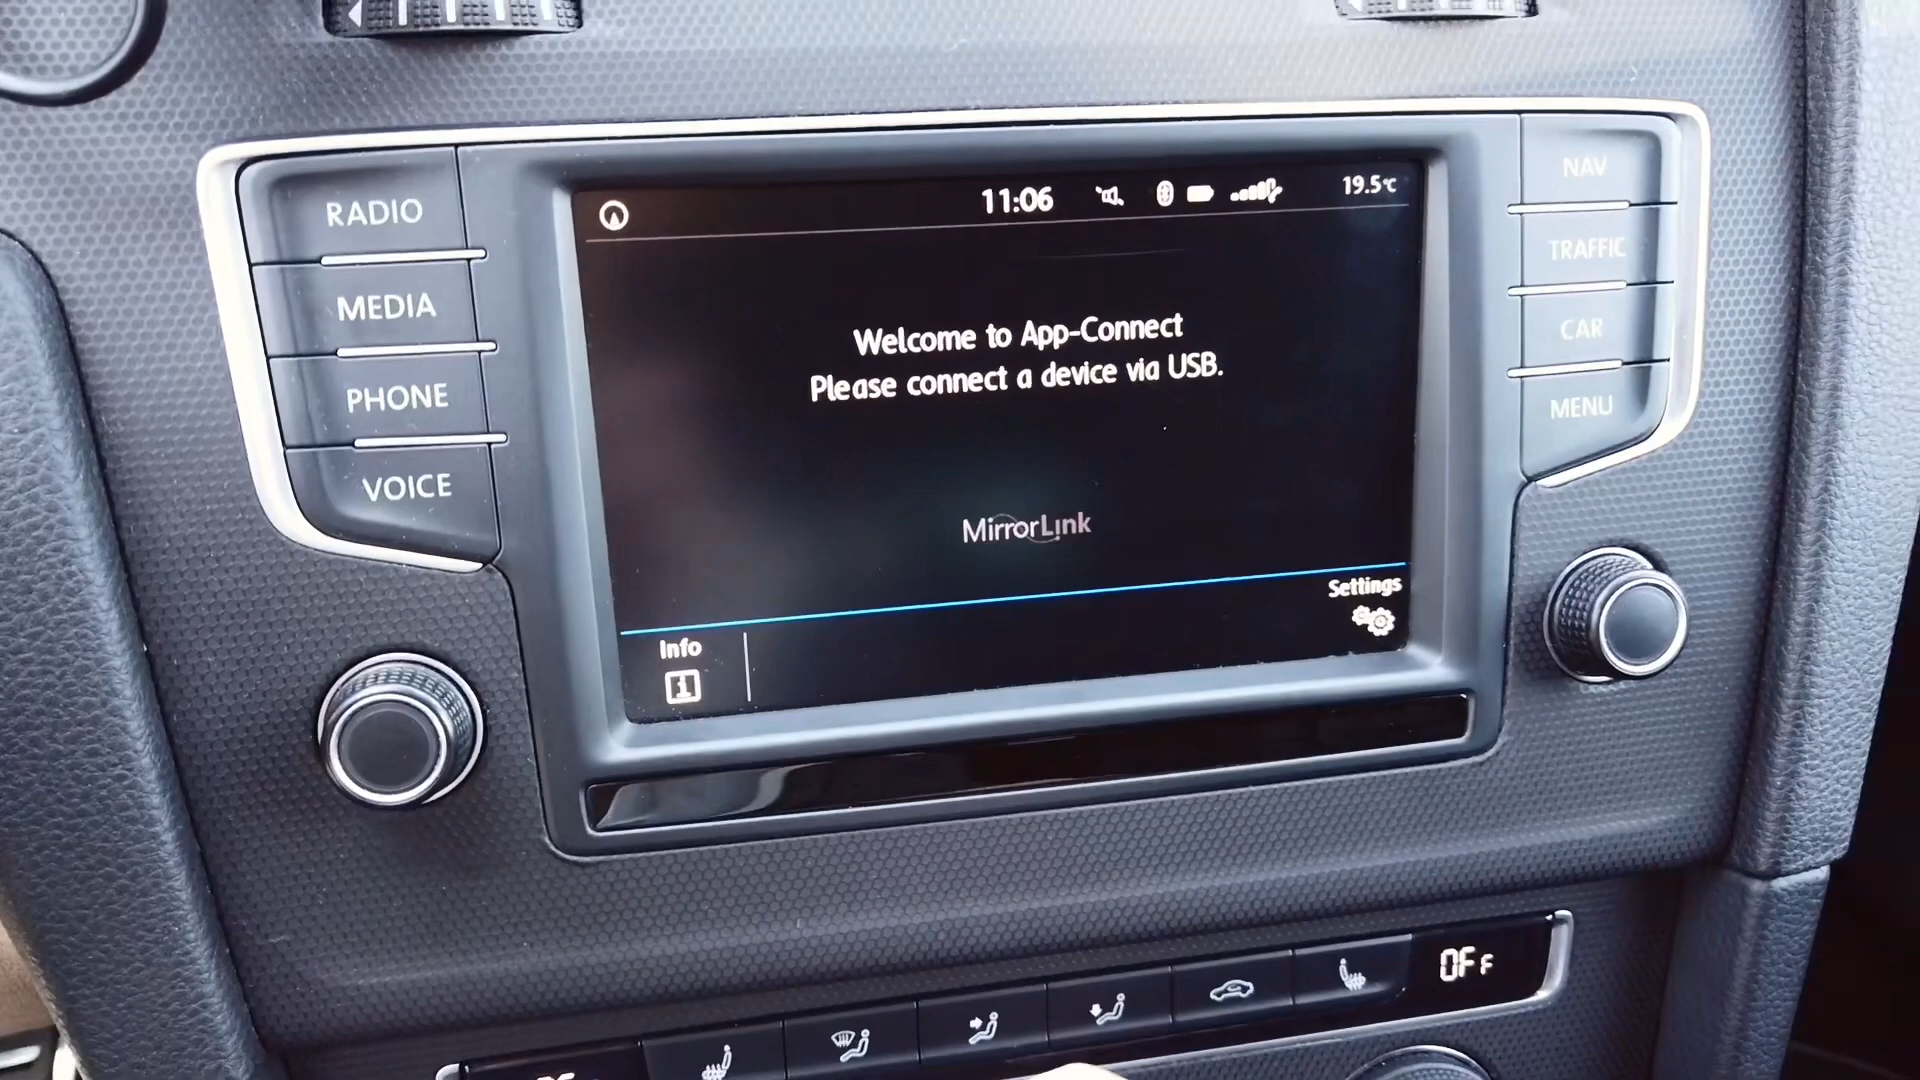 RADIO
MEDIA
PHONE
VOICE
11:06
19.5°C
Welcome to App-Connect
Please connect a device via USB.
MirrorLink
Settings
Info
NAV
TRAFFIC
CAR
MENU
OFF